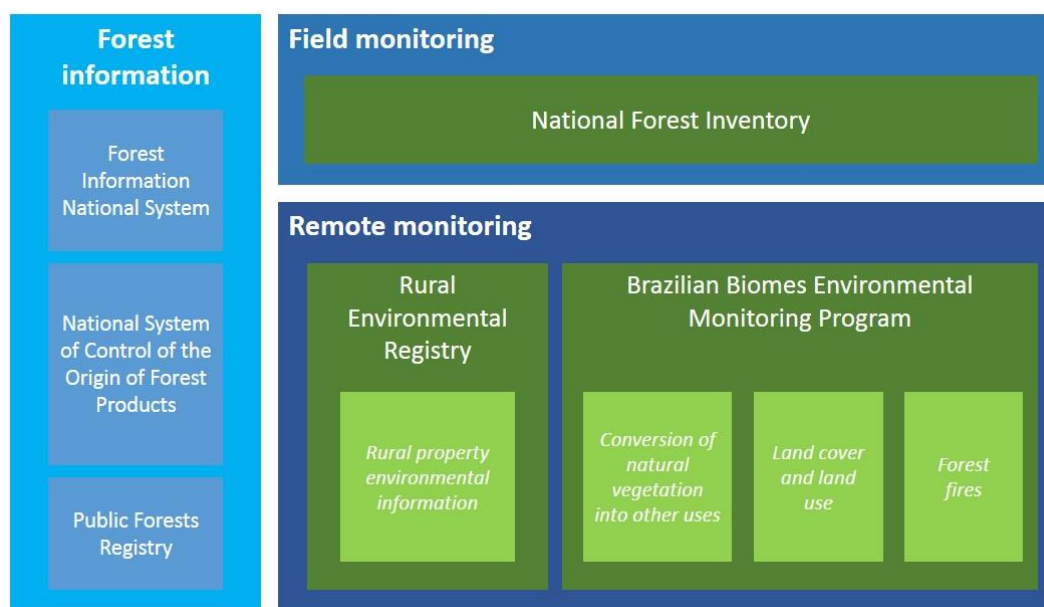 Forest
information
Forest
Information
National System
National System
of Control of the
Origin of Forest
Products
Public Forests
Registry
Field monitoring
National Forest Inventory
Remote monitoring
Rural
Environmental
Registry
Rural property
environmental
information
Brazilian Biomes Environmental
Monitoring Program
Conversion of
natural
vegetation
into other uses
Land cover
and land
use
Forest
fires